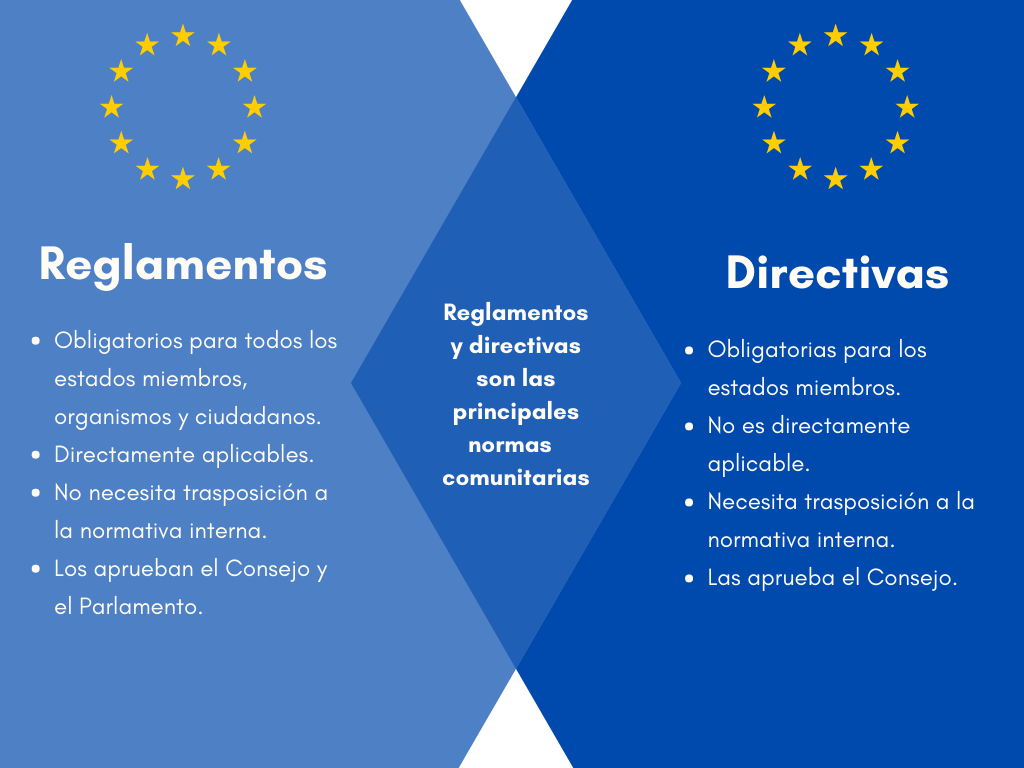 Reglamentos
• Obligatorios para todos los
estados miembros,
organismos y ciudadanos.
• Directamente aplicables.
• No necesita trasposición a
la normativa interna.
• Los aprueban el Consejo y
el Parlamento.
Reglamentos
y directivas
son las
principales
normas
comunitarias
Directivas
• Obligatorias para los
estados miembros.
• No es directamente
aplicable.
• Necesita trasposición a la
normativa interna.
• Las aprueba el Consejo.